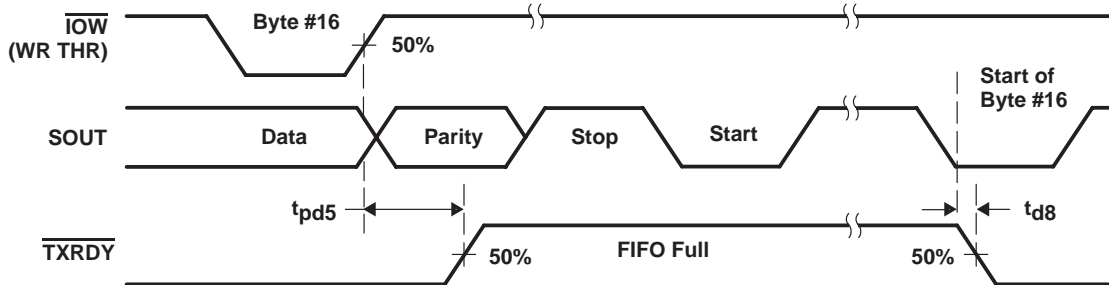 IOW
(WR THR)
Byte #16
50%
Start of
Byte #16
SOUT
Data
Parity
Stop
Start
tpd5
td8
TXRDY
50%
FIFO Full
50%